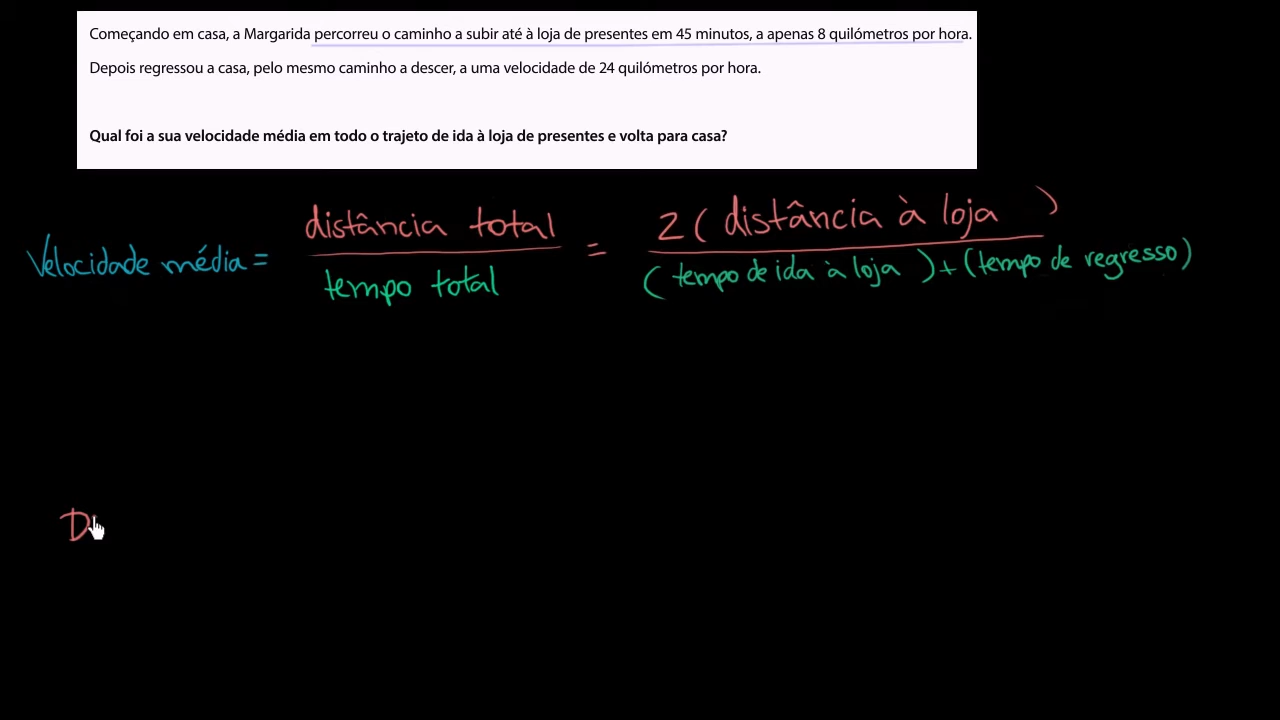 Começando em casa, a Margarida percorreu o caminho a subir até à loja de presentes em 45 minutos, a apenas 8 quilómetros por hora.
Depois regressou a casa, pelo mesmo caminho a descer, a uma velocidade de 24 quilómetros por hora.
Qual foi a sua velocidade média em todo o trajeto de ida à loja de presentes e volta para casa?
Velocidade média = distância total / tempo total = 2 ( distância à loja ) / ( tempo de ida à loja ) + (tempo de regresso)
D